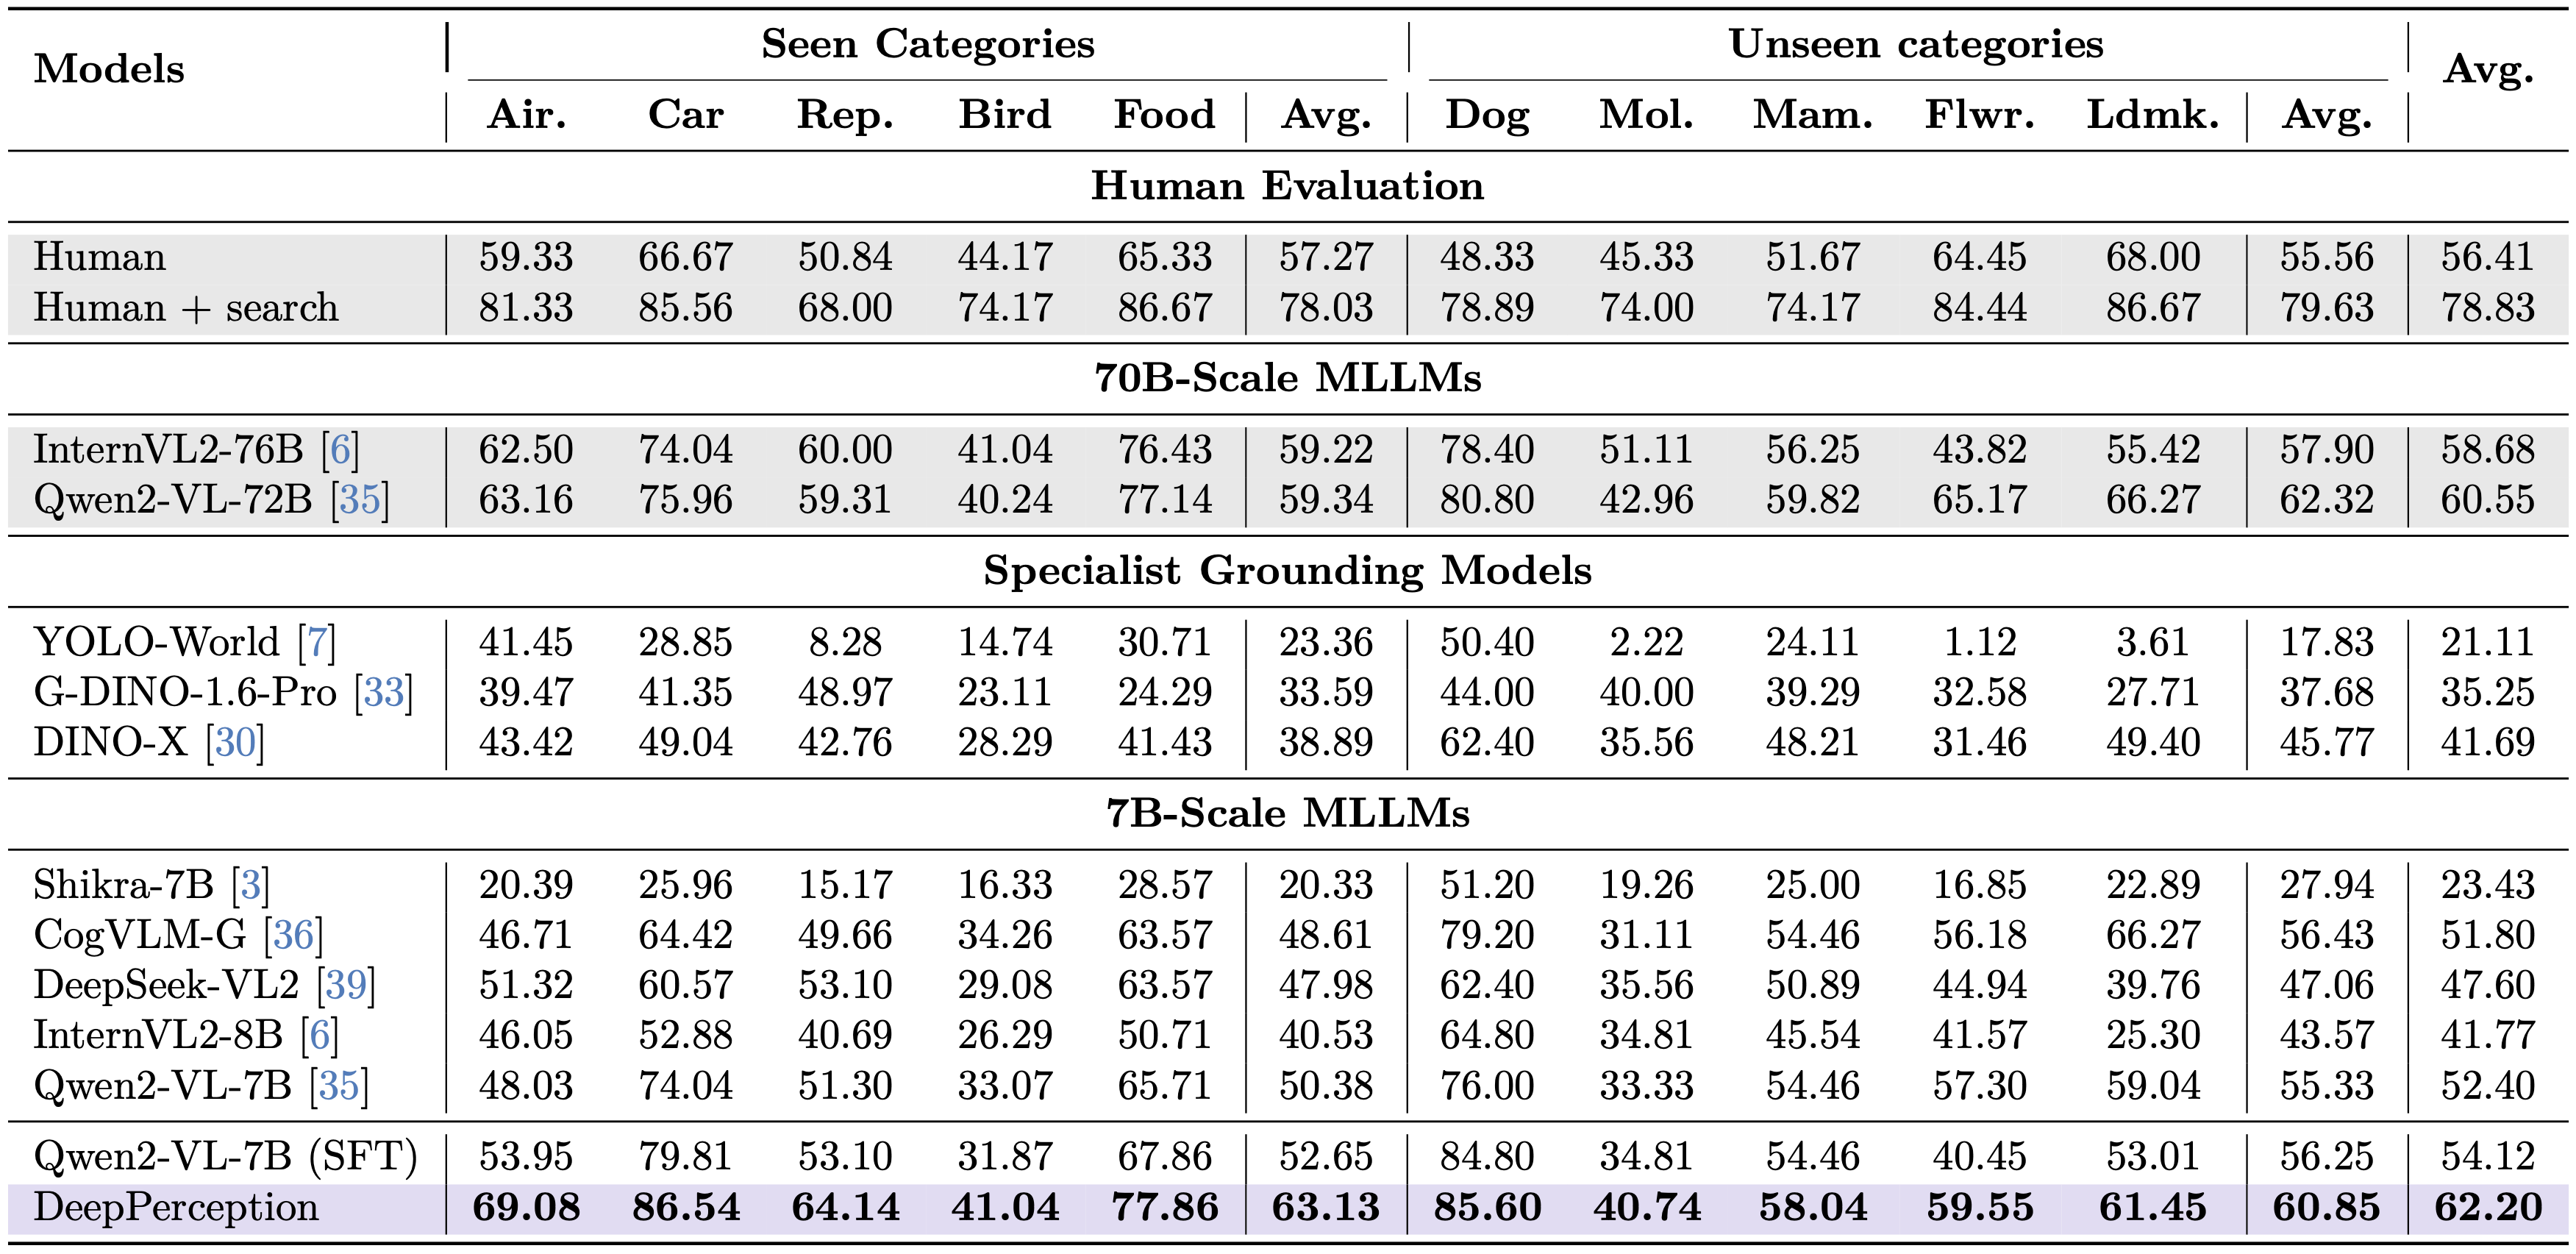 Models Seen Categories Unseen categories Avg.
Air. Car Rep. Bird Food Avg. Dog Mol. Mam. Flwr. Ldmk. Avg.
Human Evaluation
Human 59.33 66.67 50.84 44.17 65.33 57.27 48.33 45.33 51.67 64.45 68.00 55.56 56.41
Human + search 81.33 85.56 68.00 74.17 86.67 78.03 78.89 74.00 74.17 84.44 86.67 79.63 78.83
70B-Scale MLLMs
InternVL2-76B [6] 62.50 74.04 60.00 41.04 76.43 59.22 78.40 51.11 56.25 43.82 55.42 57.90 58.68
Qwen2-VL-72B [35] 63.16 75.96 59.31 40.24 77.14 59.34 80.80 42.96 59.82 65.17 66.27 62.32 60.55
Specialist Grounding Models
YOLO-World [7] 41.45 28.85 8.28 14.74 30.71 23.36 50.40 2.22 24.11 1.12 3.61 17.83 21.11
G-DINO-1.6-Pro [33] 39.47 41.35 48.97 23.11 24.29 33.59 44.00 40.00 39.29 32.58 27.71 37.68 35.25
DINO-X [30] 43.42 49.04 42.76 28.29 41.43 38.89 62.40 35.56 48.21 31.46 49.40 45.77 41.69
7B-Scale MLLMs
Shikra-7B [3] 20.39 25.96 15.17 16.33 28.57 20.33 51.20 19.26 25.00 16.85 22.89 27.94 23.43
CogVLM-G [36] 46.71 64.42 49.66 34.26 63.57 48.61 79.20 31.11 54.46 56.18 66.27 56.43 51.80
DeepSeek-VL2 [39] 51.32 60.57 53.10 29.08 63.57 47.98 62.40 35.56 50.89 44.94 39.76 47.06 47.60
InternVL2-8B [6] 46.05 52.88 40.69 26.29 50.71 40.53 64.80 34.81 45.54 41.57 25.30 43.57 41.77
Qwen2-VL-7B [35] 48.03 74.04 51.30 33.07 65.71 50.38 76.00 33.33 54.46 57.30 59.04 55.33 52.40
Qwen2-VL-7B (SFT) 53.95 79.81 53.10 31.87 67.86 52.65 84.80 34.81 54.46 40.45 53.01 56.25 54.12
DeepPerception 69.08 86.54 64.14 41.04 77.86 63.13 85.60 40.74 58.04 59.55 61.45 60.85 62.20